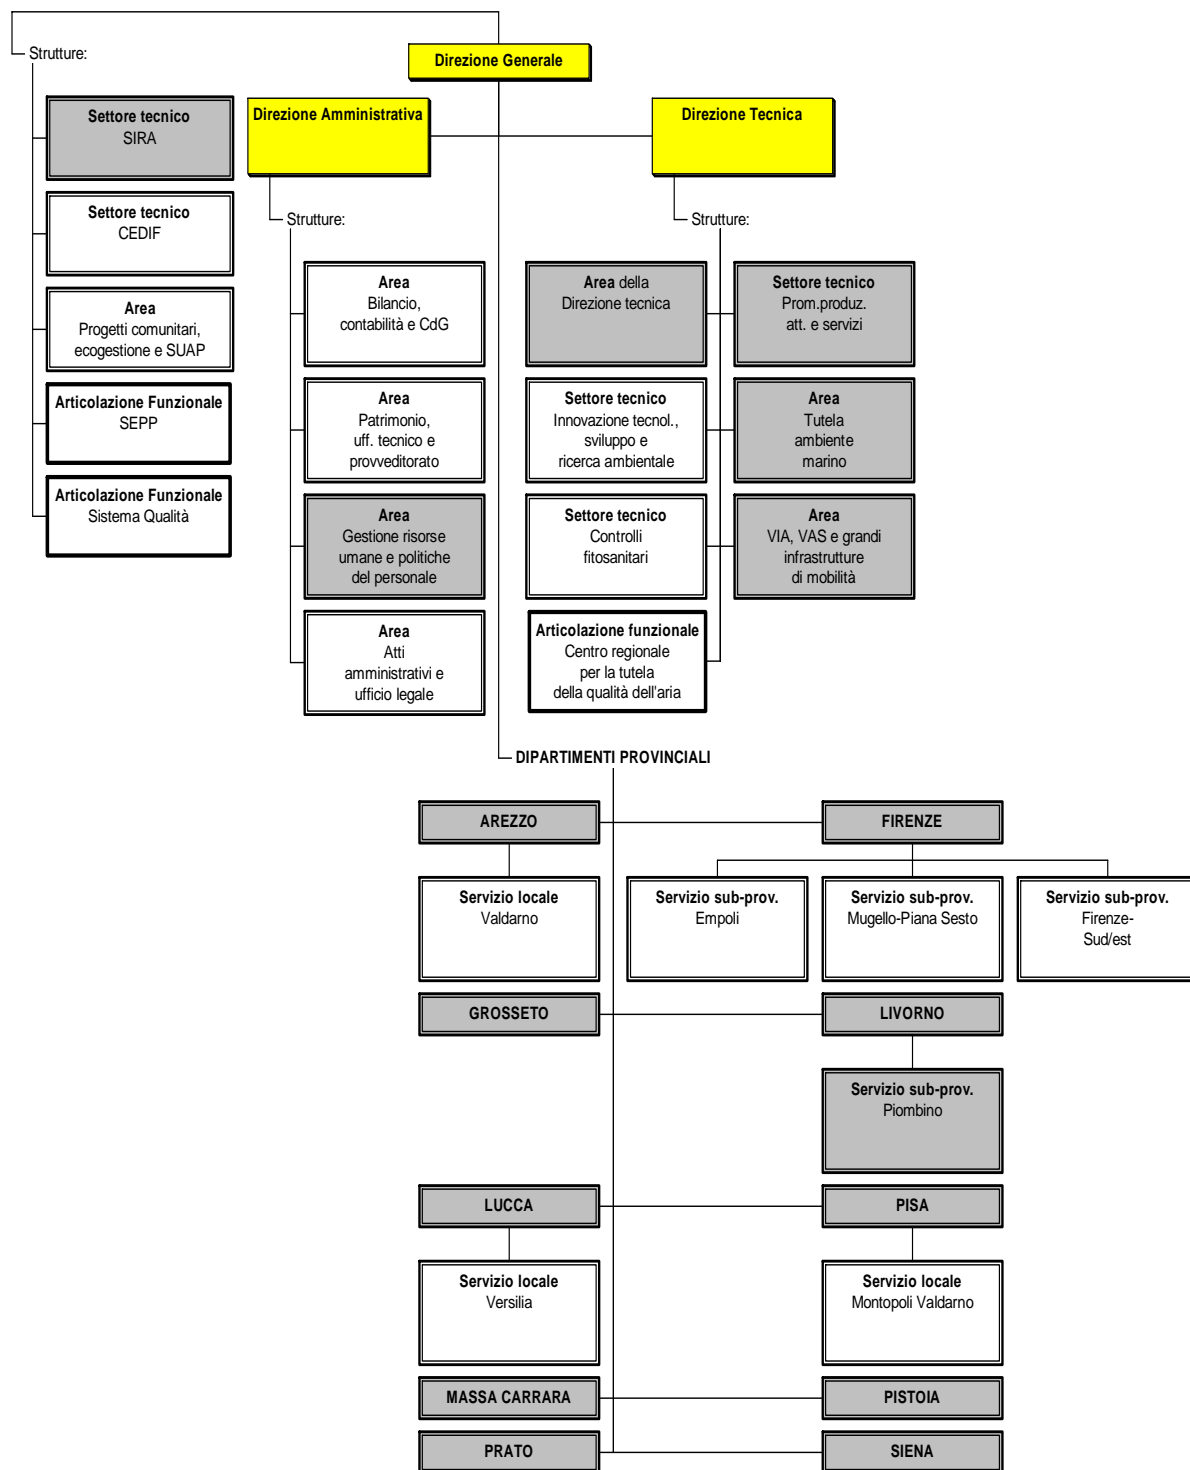 Strutture:
Direzione Generale
Settore tecnico
SIRA
Direzione Amministrativa
Direzione Tecnica
Settore tecnico
CEDIF
Strutture:
Strutture:
Area
Progetti comunitari,
ecogestione e SUAP
Area
Bilancio,
contabilità e CdG
Area della
Direzione tecnica
Settore tecnico
Prom.produz.
att. e servizi
Articolazione Funzionale
SEPP
Area
Patrimonio,
uff. tecnico e
provveditorato
Settore tecnico
Innovazione tecnol.,
sviluppo e
ricerca ambientale
Area
Tutela
ambiente
marino
Articolazione Funzionale
Sistema Qualità
Area
Gestione risorse
umane e politiche
del personale
Settore tecnico
Controlli
fitosanitari
Area
VIA, VAS e grandi
infrastrutture
di mobilità
Area
Atti
amministrativi e
ufficio legale
Articolazione funzionale
Centro regionale
per la tutela
della qualità dell'aria
DIPARTIMENTI PROVINCIALI
AREZZO
FIRENZE
Servizio locale
Valdarno
Servizio sub-prov.
Empoli
Servizio sub-prov.
Mugello-Piana Sesto
Servizio sub-prov.
Firenze-
Sud/est
GROSSETO
LIVORNO
Servizio sub-prov.
Piombino
LUCCA
PISA
Servizio locale
Versilia
Servizio locale
Montopoli Valdarno
MASSA CARRARA
PISTOIA
PRATO
SIENA